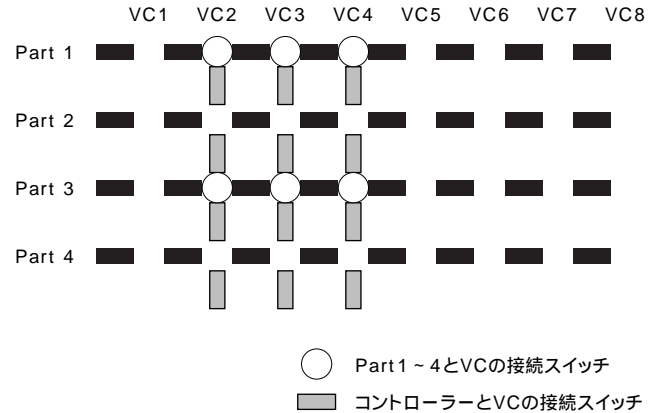 VC1 VC2 VC3 VC4 VC5 VC6 VC7 VC8
Part 1
Part 2
Part 3
Part 4
Part1~4とVCの接続スイッチ
コントローラーとVCの接続スイッチ